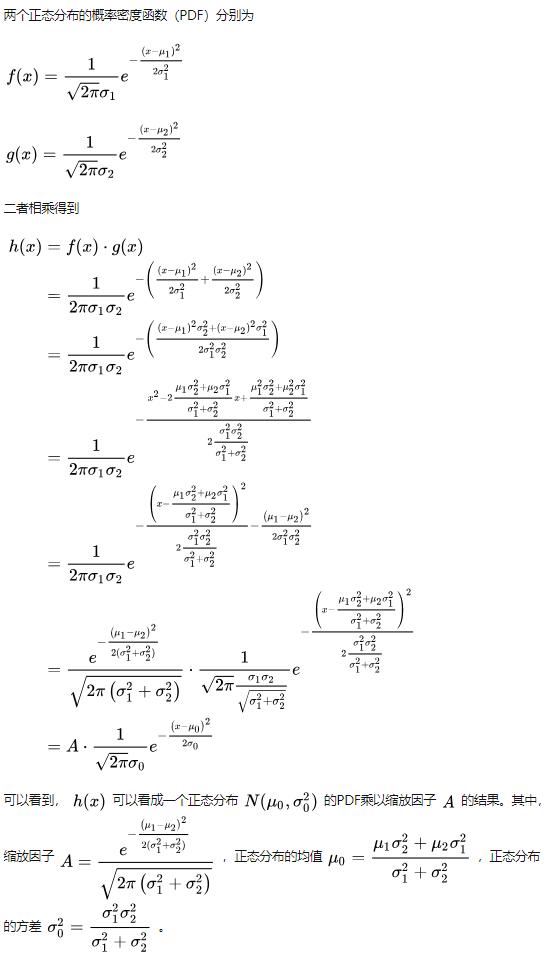 两个正态分布的概率密度函数（PDF）分别为
$f(x) = \frac{1}{\sqrt{2\pi}\sigma_1} e^{-\frac{(x-\mu_1)^2}{2\sigma_1^2}}$
$g(x) = \frac{1}{\sqrt{2\pi}\sigma_2} e^{-\frac{(x-\mu_2)^2}{2\sigma_2^2}}$
二者相乘得到
$h(x) = f(x) \cdot g(x)$
$= \frac{1}{2\pi\sigma_1\sigma_2} e^{-\left(\frac{(x-\mu_1)^2}{2\sigma_1^2}+\frac{(x-\mu_2)^2}{2\sigma_2^2}\right)}$
$= \frac{1}{2\pi\sigma_1\sigma_2} e^{-\left(\frac{(x-\mu_1)^2\sigma_2^2+(x-\mu_2)^2\sigma_1^2}{2\sigma_1^2\sigma_2^2}\right)}$
$= \frac{1}{2\pi\sigma_1\sigma_2} e^{-\frac{x^2-2\frac{\mu_1\sigma_2^2+\mu_2\sigma_1^2}{\sigma_1^2+\sigma_2^2}x+\frac{\mu_1^2\sigma_2^2+\mu_2^2\sigma_1^2}{\sigma_1^2+\sigma_2^2}}{2\frac{\sigma_1^2\sigma_2^2}{\sigma_1^2+\sigma_2^2}}}$
$= \frac{1}{2\pi\sigma_1\sigma_2} e^{-\frac{\left(x-\frac{\mu_1\sigma_2^2+\mu_2\sigma_1^2}{\sigma_1^2+\sigma_2^2}\right)^2}{2\frac{\sigma_1^2\sigma_2^2}{\sigma_1^2+\sigma_2^2}}-\frac{(\mu_1-\mu_2)^2}{2\sigma_1^2\sigma_2^2}}$
$= \frac{e^{-\frac{(\mu_1-\mu_2)^2}{2(\sigma_1^2+\sigma_2^2)}}}{\sqrt{2\pi(\sigma_1^2+\sigma_2^2)}} \cdot \frac{1}{\sqrt{2\pi}\frac{\sigma_1\sigma_2}{\sqrt{\sigma_1^2+\sigma_2^2}}} e^{-\frac{\left(x-\frac{\mu_1\sigma_2^2+\mu_2\sigma_1^2}{\sigma_1^2+\sigma_2^2}\right)^2}{2\frac{\sigma_1^2\sigma_2^2}{\sigma_1^2+\sigma_2^2}}}$
$= A \cdot \frac{1}{\sqrt{2\pi}\sigma_0} e^{-\frac{(x-\mu_0)^2}{2\sigma_0}}$
可以看到， $h(x)$ 可以看成一个正态分布 $N(\mu_0, \sigma_0^2)$ 的PDF乘以缩放因子 $A$ 的结果。其中，
缩放因子 $A = \frac{e^{-\frac{(\mu_1-\mu_2)^2}{2(\sigma_1^2+\sigma_2^2)}}}{\sqrt{2\pi(\sigma_1^2+\sigma_2^2)}}$ ，正态分布的均值 $\mu_0 = \frac{\mu_1\sigma_2^2+\mu_2\sigma_1^2}{\sigma_1^2+\sigma_2^2}$ ，正态分布
的方差 $\sigma_0^2 = \frac{\sigma_1^2\sigma_2^2}{\sigma_1^2+\sigma_2^2}$ 。